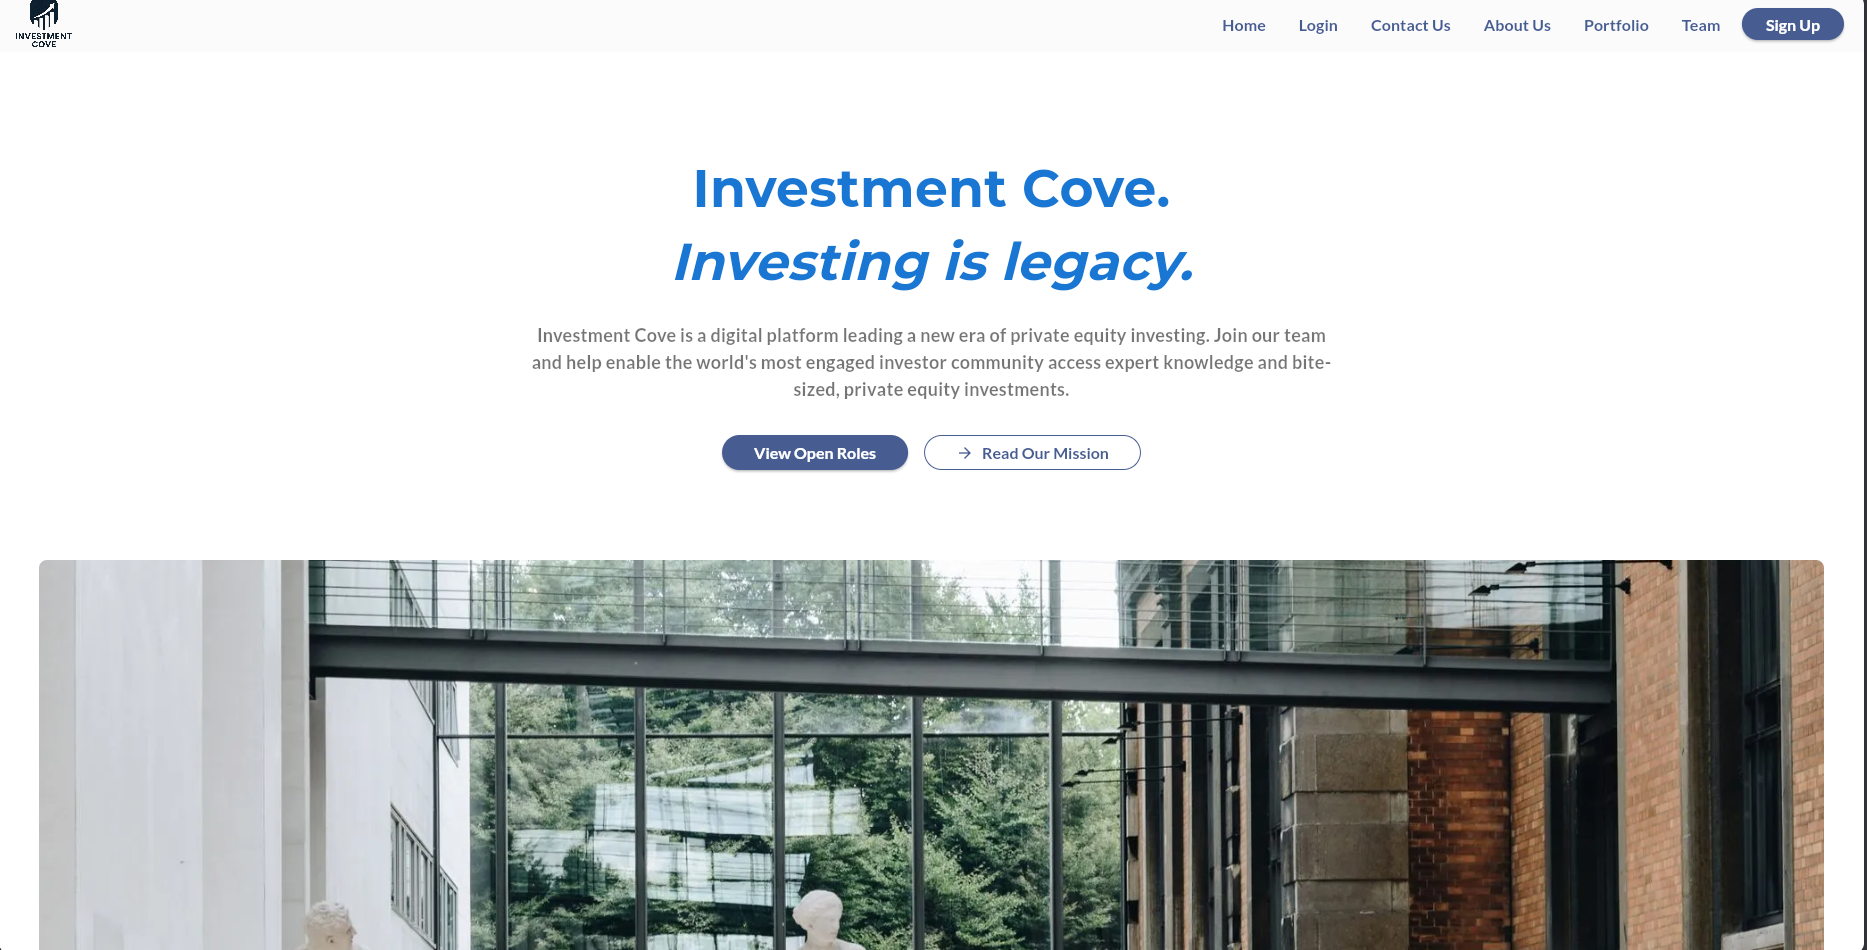 INVESTMENT
COVE
Home Login Contact Us About Us Portfolio Team Sign Up
Investment Cove.
Investing is legacy.
Investment Cove is a digital platform leading a new era of private equity investing. Join our team
and help enable the world's most engaged investor community access expert knowledge and bite-
sized, private equity investments.
View Open Roles → Read Our Mission